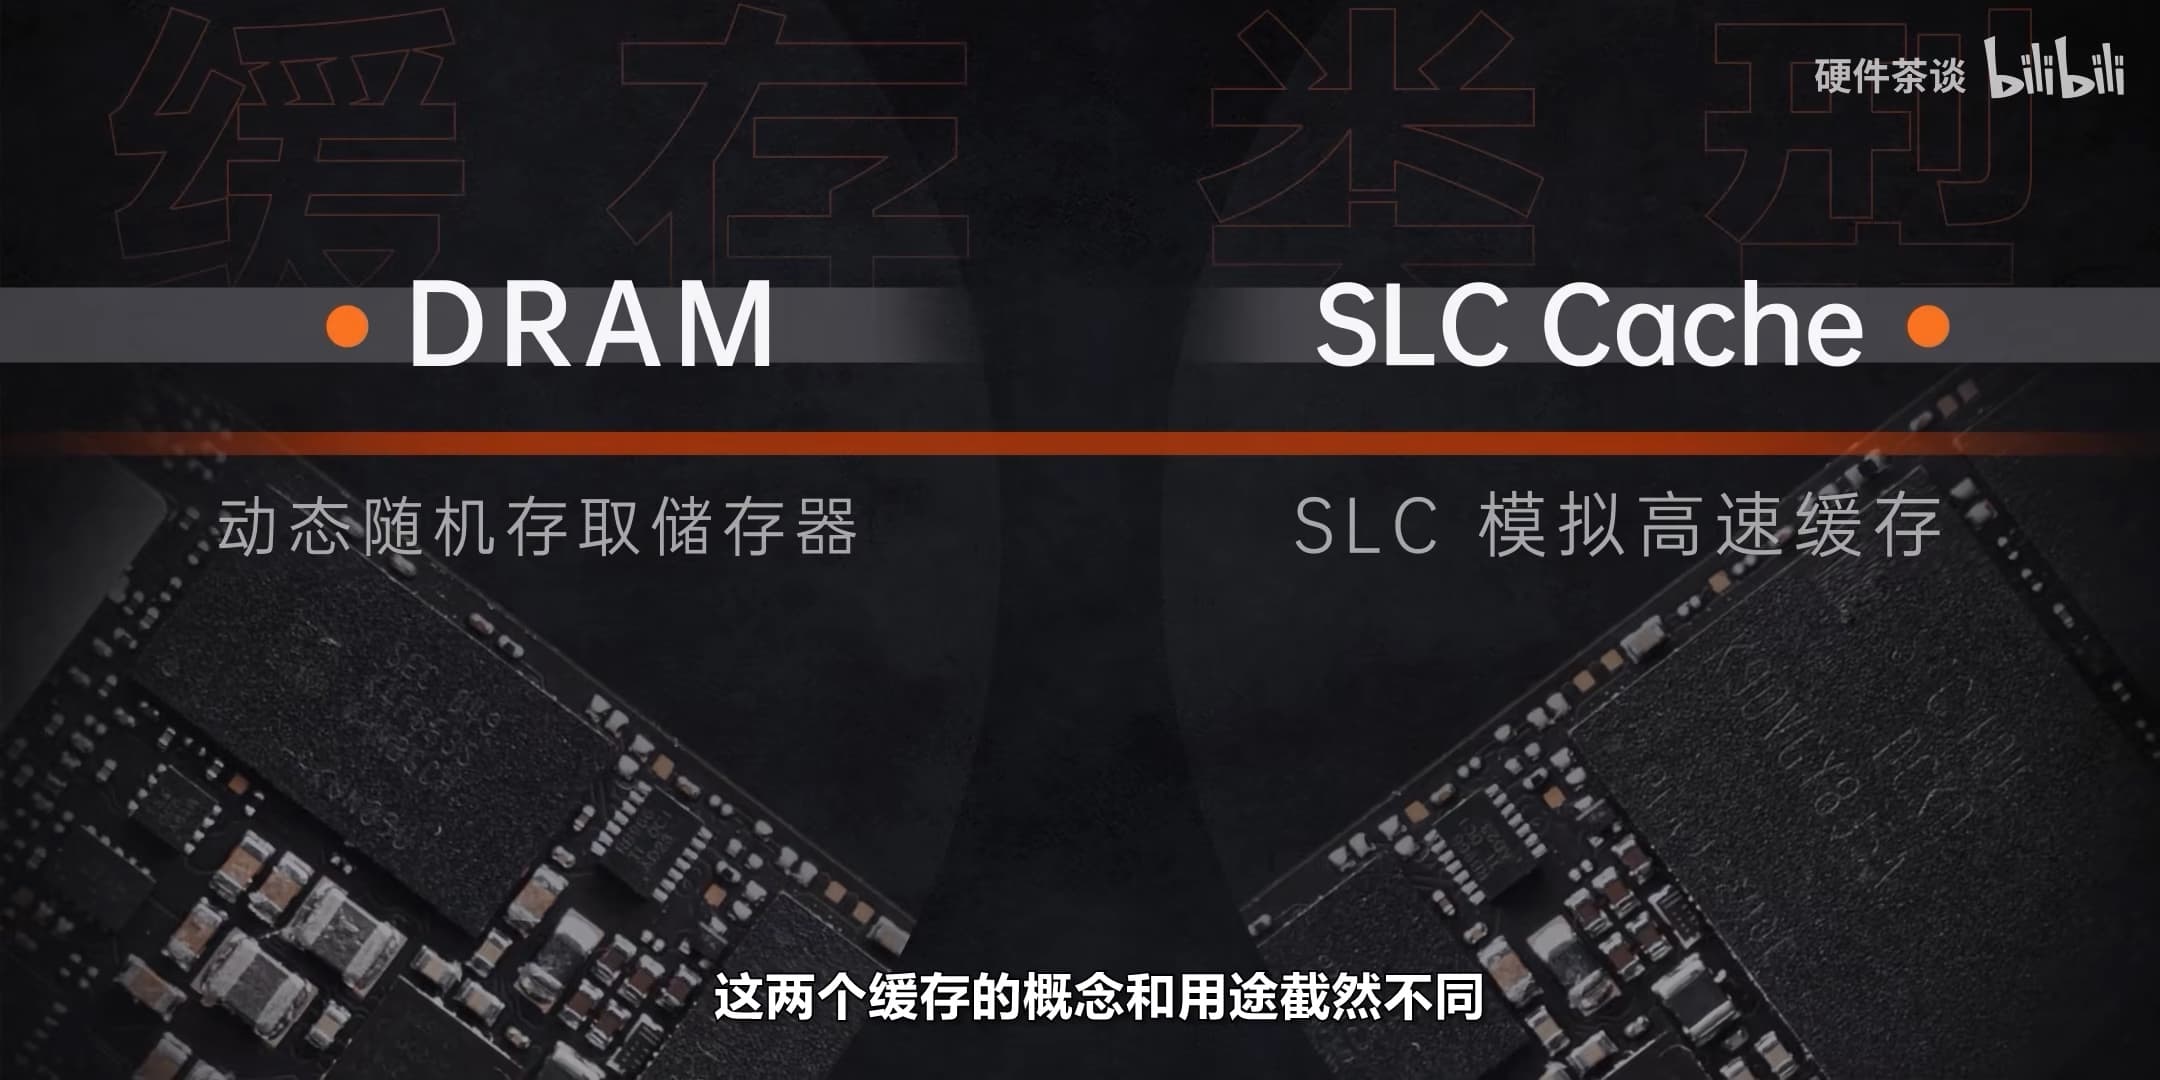 缓存类型
硬件茶谈 bilibili
DRAM
SLC Cache
动态随机存取储存器
SLC 模拟高速缓存
这两个缓存的概念和用途截然不同